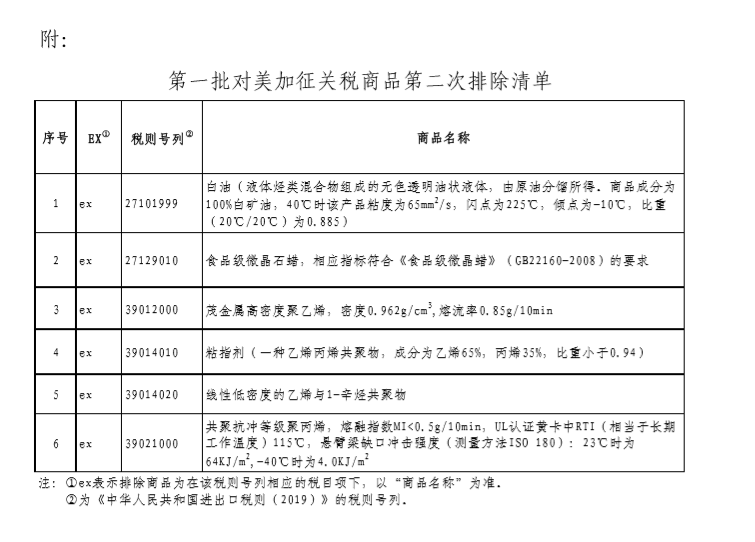 附：
第一批对美加征关税商品第二次排除清单
序号 EX① 税则号列② 商品名称
1 ex 27101999 白油（液体烃类混合物组成的无色透明油状液体，由原油分馏所得。商品成分为
100%白矿油，40℃时该产品粘度为65mm²/s，闪点为225℃，倾点为-10℃，比重
（20℃/20℃）为0.885）
2 ex 27129010 食品级微晶石蜡，相应指标符合《食品级微晶蜡》（GB22160-2008）的要求
3 ex 39012000 茂金属高密度聚乙烯，密度0.962g/cm³,熔流率0.85g/10min
4 ex 39014010 粘指剂（一种乙烯丙烯共聚物，成分为乙烯65%，丙烯35%，比重小于0.94）
5 ex 39014020 线性低密度的乙烯与1-辛烃共聚物
6 ex 39021000 共聚抗冲等级聚丙烯，熔融指数MI<0.5g/10min，UL认证黄卡中RTI（相当于长期
工作温度）115℃，悬臂梁缺口冲击强度（测量方法ISO 180）：23℃时为
64KJ/m²,-40℃时为4.0KJ/m²
注：①ex表示排除商品为在该税则号列相应的税目项下，以“商品名称”为准.
②为《中华人民共和国进出口税则（2019）》的税则号列.